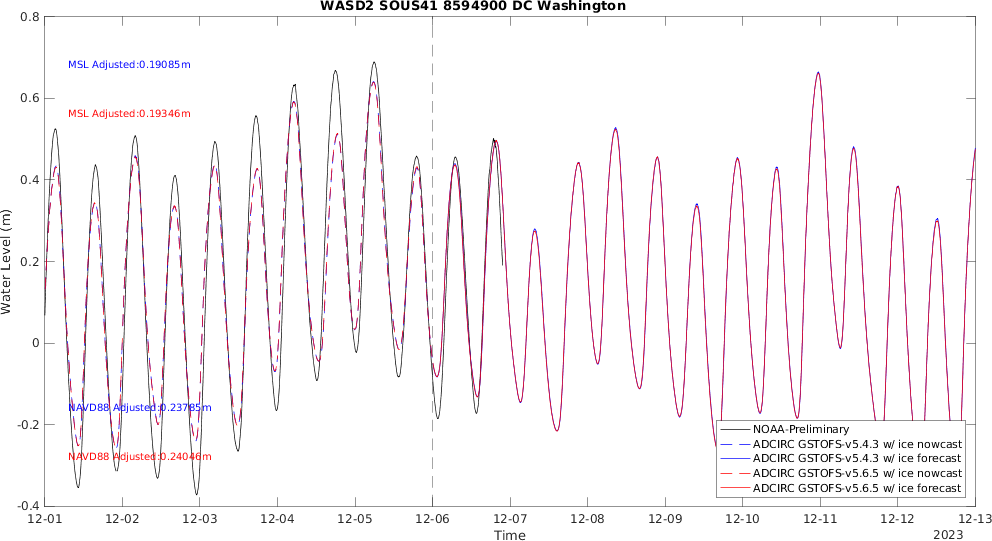 WASD2 SOUS41 8594900 DC Washington
0.8
0.6
0.4
0.2
0
-0.2
-0.4
Water Level (m)
MSL Adjusted:0.19085m
MSL Adjusted:0.19346m
NAVD88 Adjusted:0.23785m
NAVD88 Adjusted:0.24046m
NOAA-Preliminary
ADCIRC GSTOFS-v5.4.3 w/ ice nowcast
ADCIRC GSTOFS-v5.4.3 w/ ice forecast
ADCIRC GSTOFS-v5.6.5 w/ ice nowcast
ADCIRC GSTOFS-v5.6.5 w/ ice forecast
12-01 12-02 12-03 12-04 12-05 12-06 12-07 12-08 12-09 12-10 12-11 12-12 12-13
Time
2023